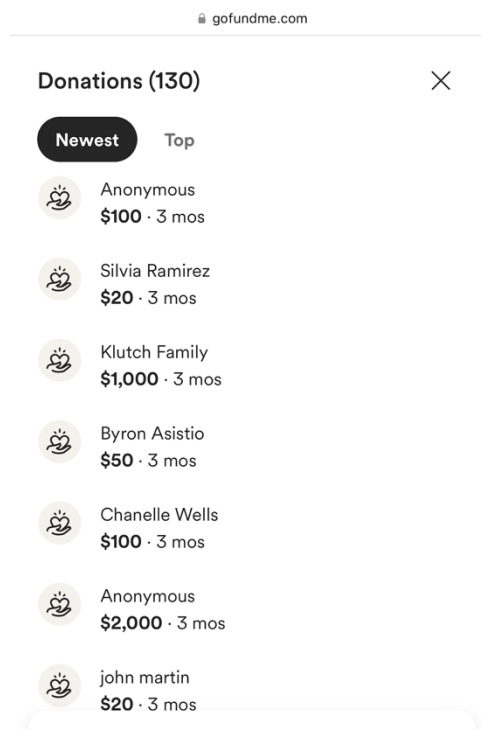 gofundme.com
Donations (130)
Newest Top
Anonymous
$100 · 3 mos
Silvia Ramirez
$20 · 3 mos
Klutch Family
$1,000 · 3 mos
Byron Asistio
$50 · 3 mos
Chanelle Wells
$100 · 3 mos
Anonymous
$2,000 · 3 mos
john martin
$20 · 3 mos